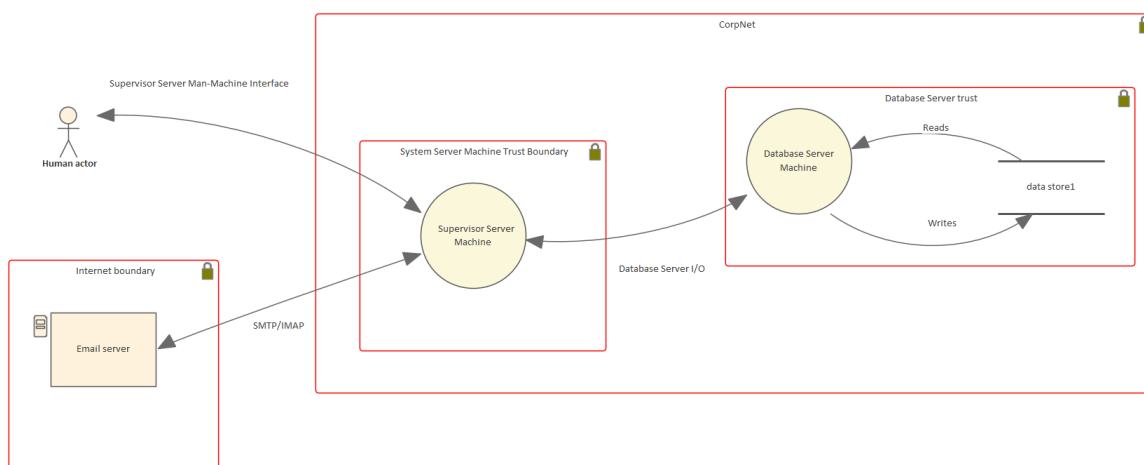 CorpNet
Supervisor Server Man-Machine Interface
Human actor
System Server Machine Trust Boundary
Supervisor Server
Machine
Database Server trust
Database Server
Machine
Reads
data store1
Writes
Database Server I/O
Internet boundary
Email server
SMTP/IMAP